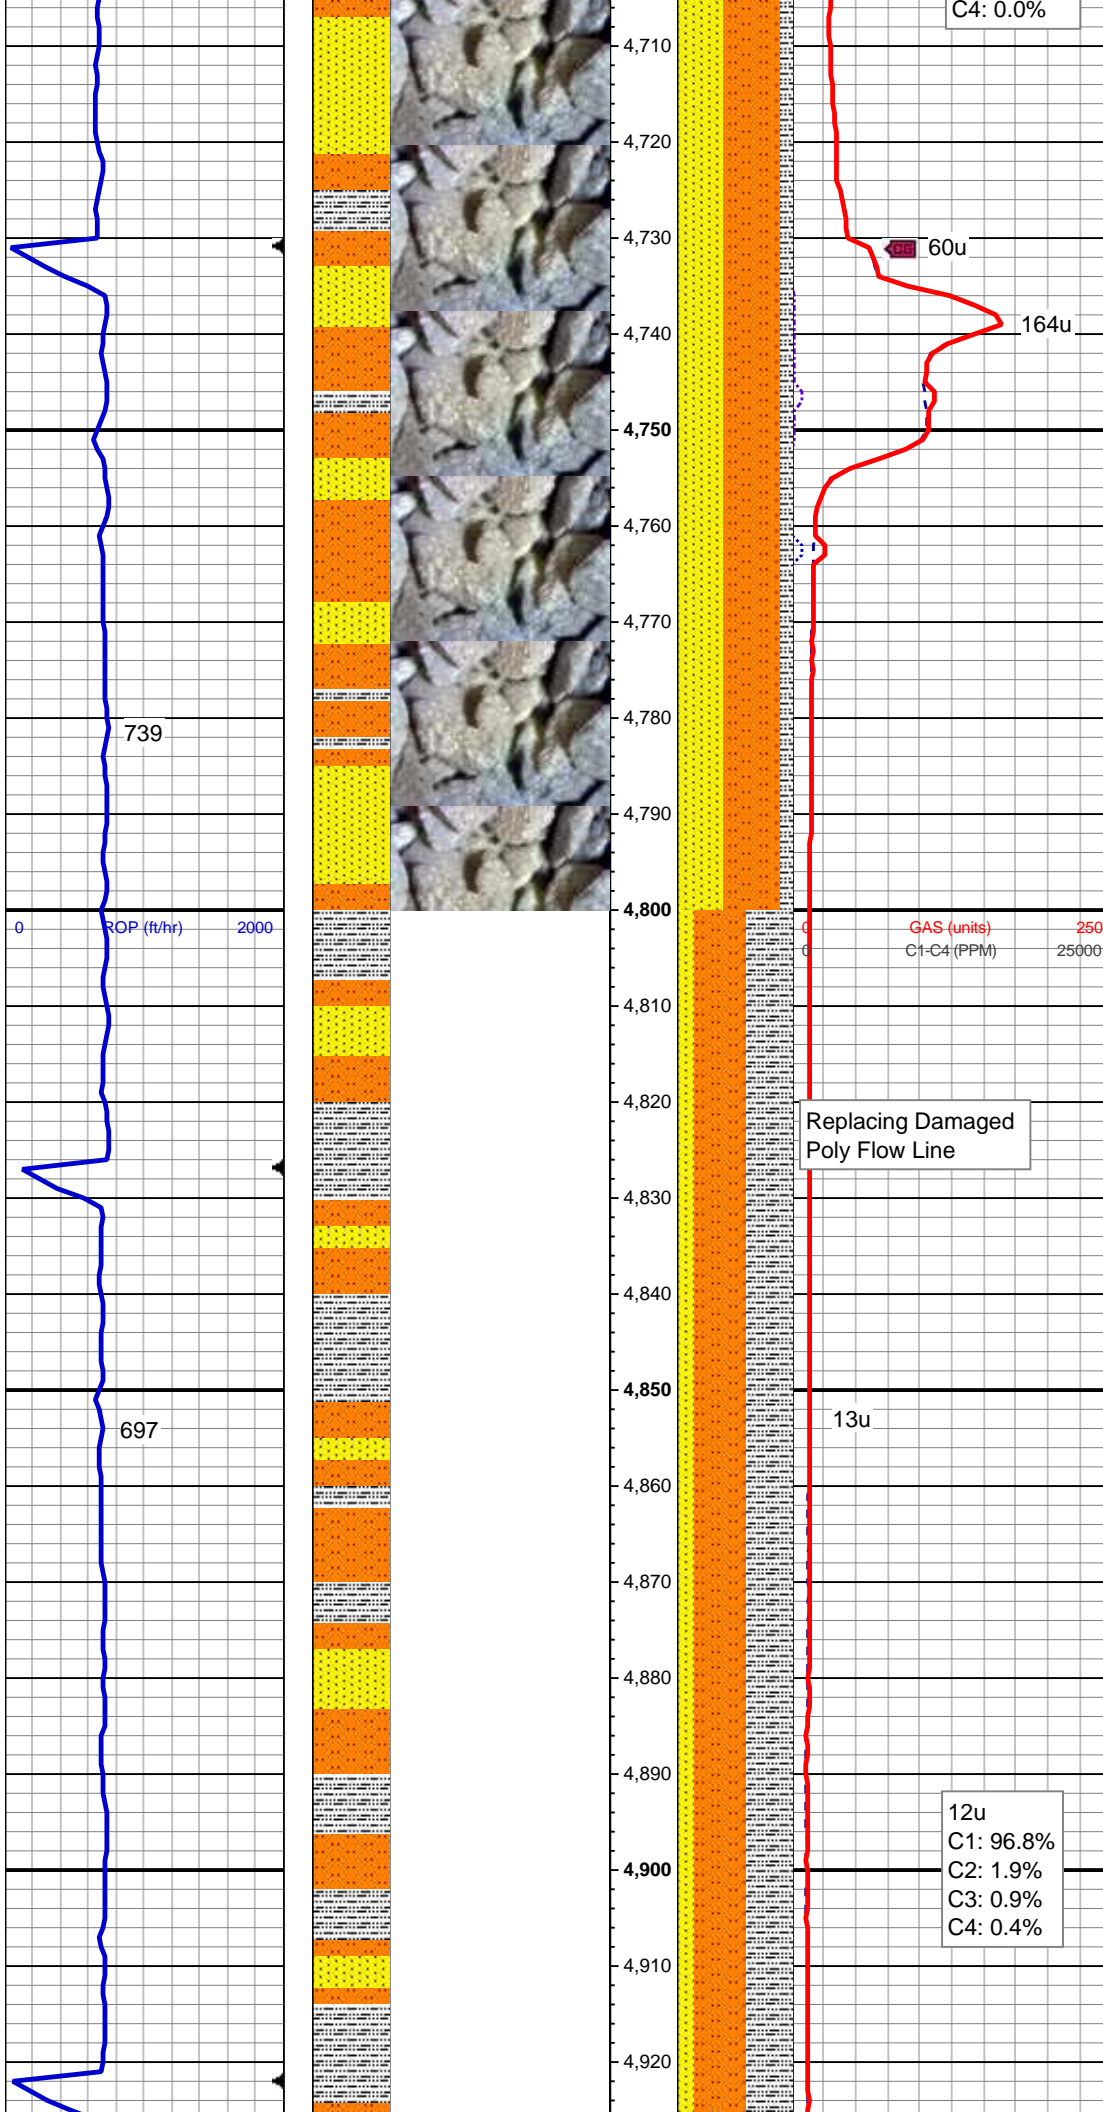 C4: 0.0%
4,710
4,720
4,730
CG 60u
164u
4,740
4,750
4,760
4,770
4,780
739
4,790
4,800
0 ROP (ft/hr) 2000
0 GAS (units) 250
0 C1-C4 (PPM) 25000
4,810
4,820
Replacing Damaged
Poly Flow Line
4,830
4,840
4,850
697
13u
4,860
4,870
4,880
4,890
12u
C1: 96.8%
C2: 1.9%
C3: 0.9%
C4: 0.4%
4,900
4,910
4,920